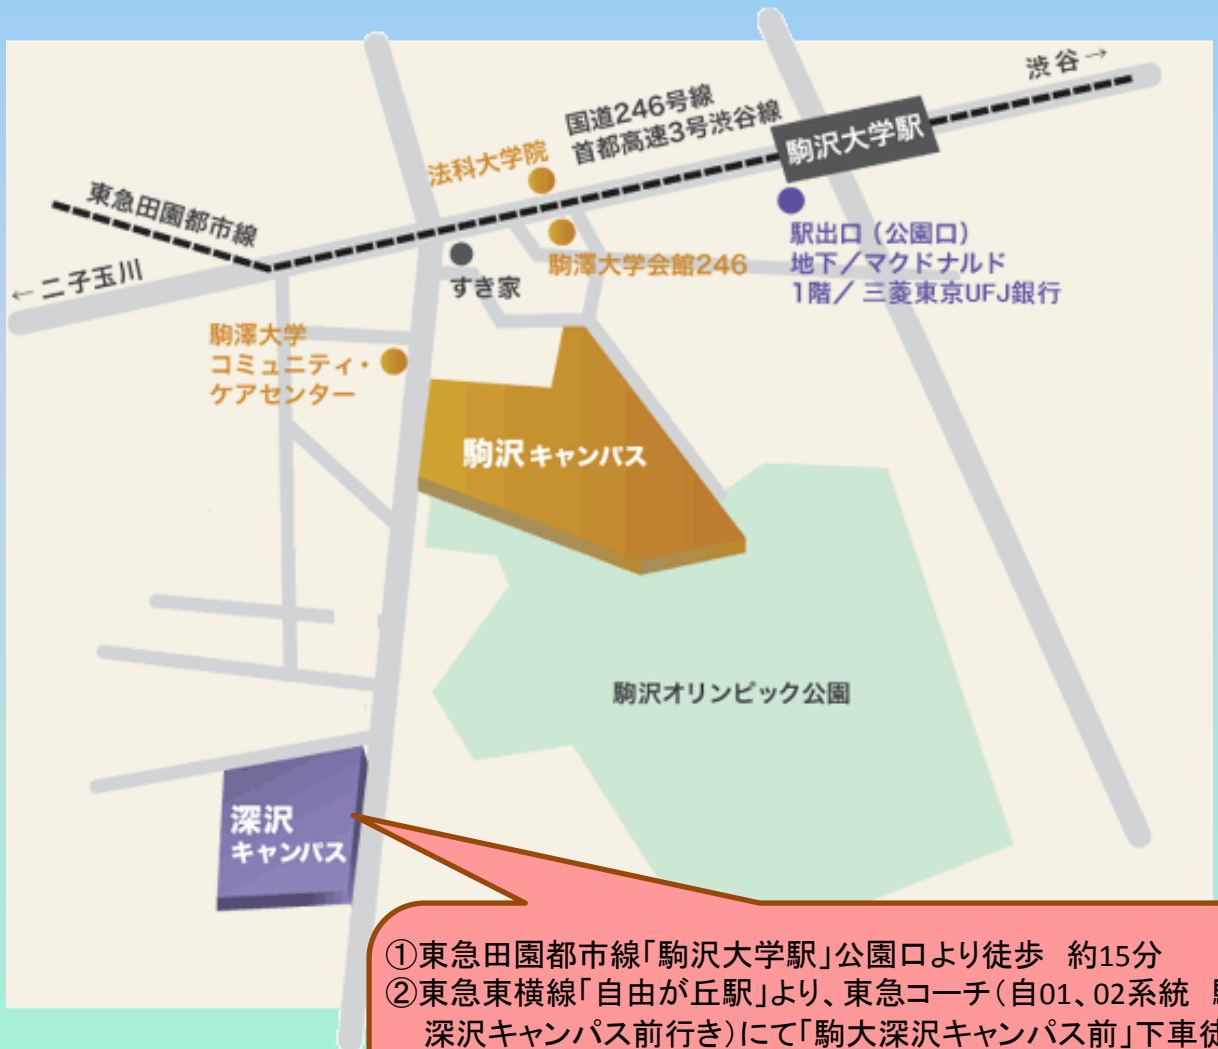 渋谷→
国道246号線
首都高速3号渋谷線
駒沢大学駅
法科大学院
東急田園都市線
駅出口（公園口）
地下／マクドナルド
1階／三菱東京UFJ銀行
駒澤大学会館246
すき家
←二子玉川
駒澤大学
コミュニティ・
ケアセンター
駒沢キャンパス
駒沢オリンピック公園
深沢
キャンパス
①東急田園都市線「駒沢大学駅」公園口より徒歩　約15分
②東急東横線「自由が丘駅」より、東急コーチ（自01、02系統
深沢キャンパス前行き）にて「駒大深沢キャンパス前」下車徒